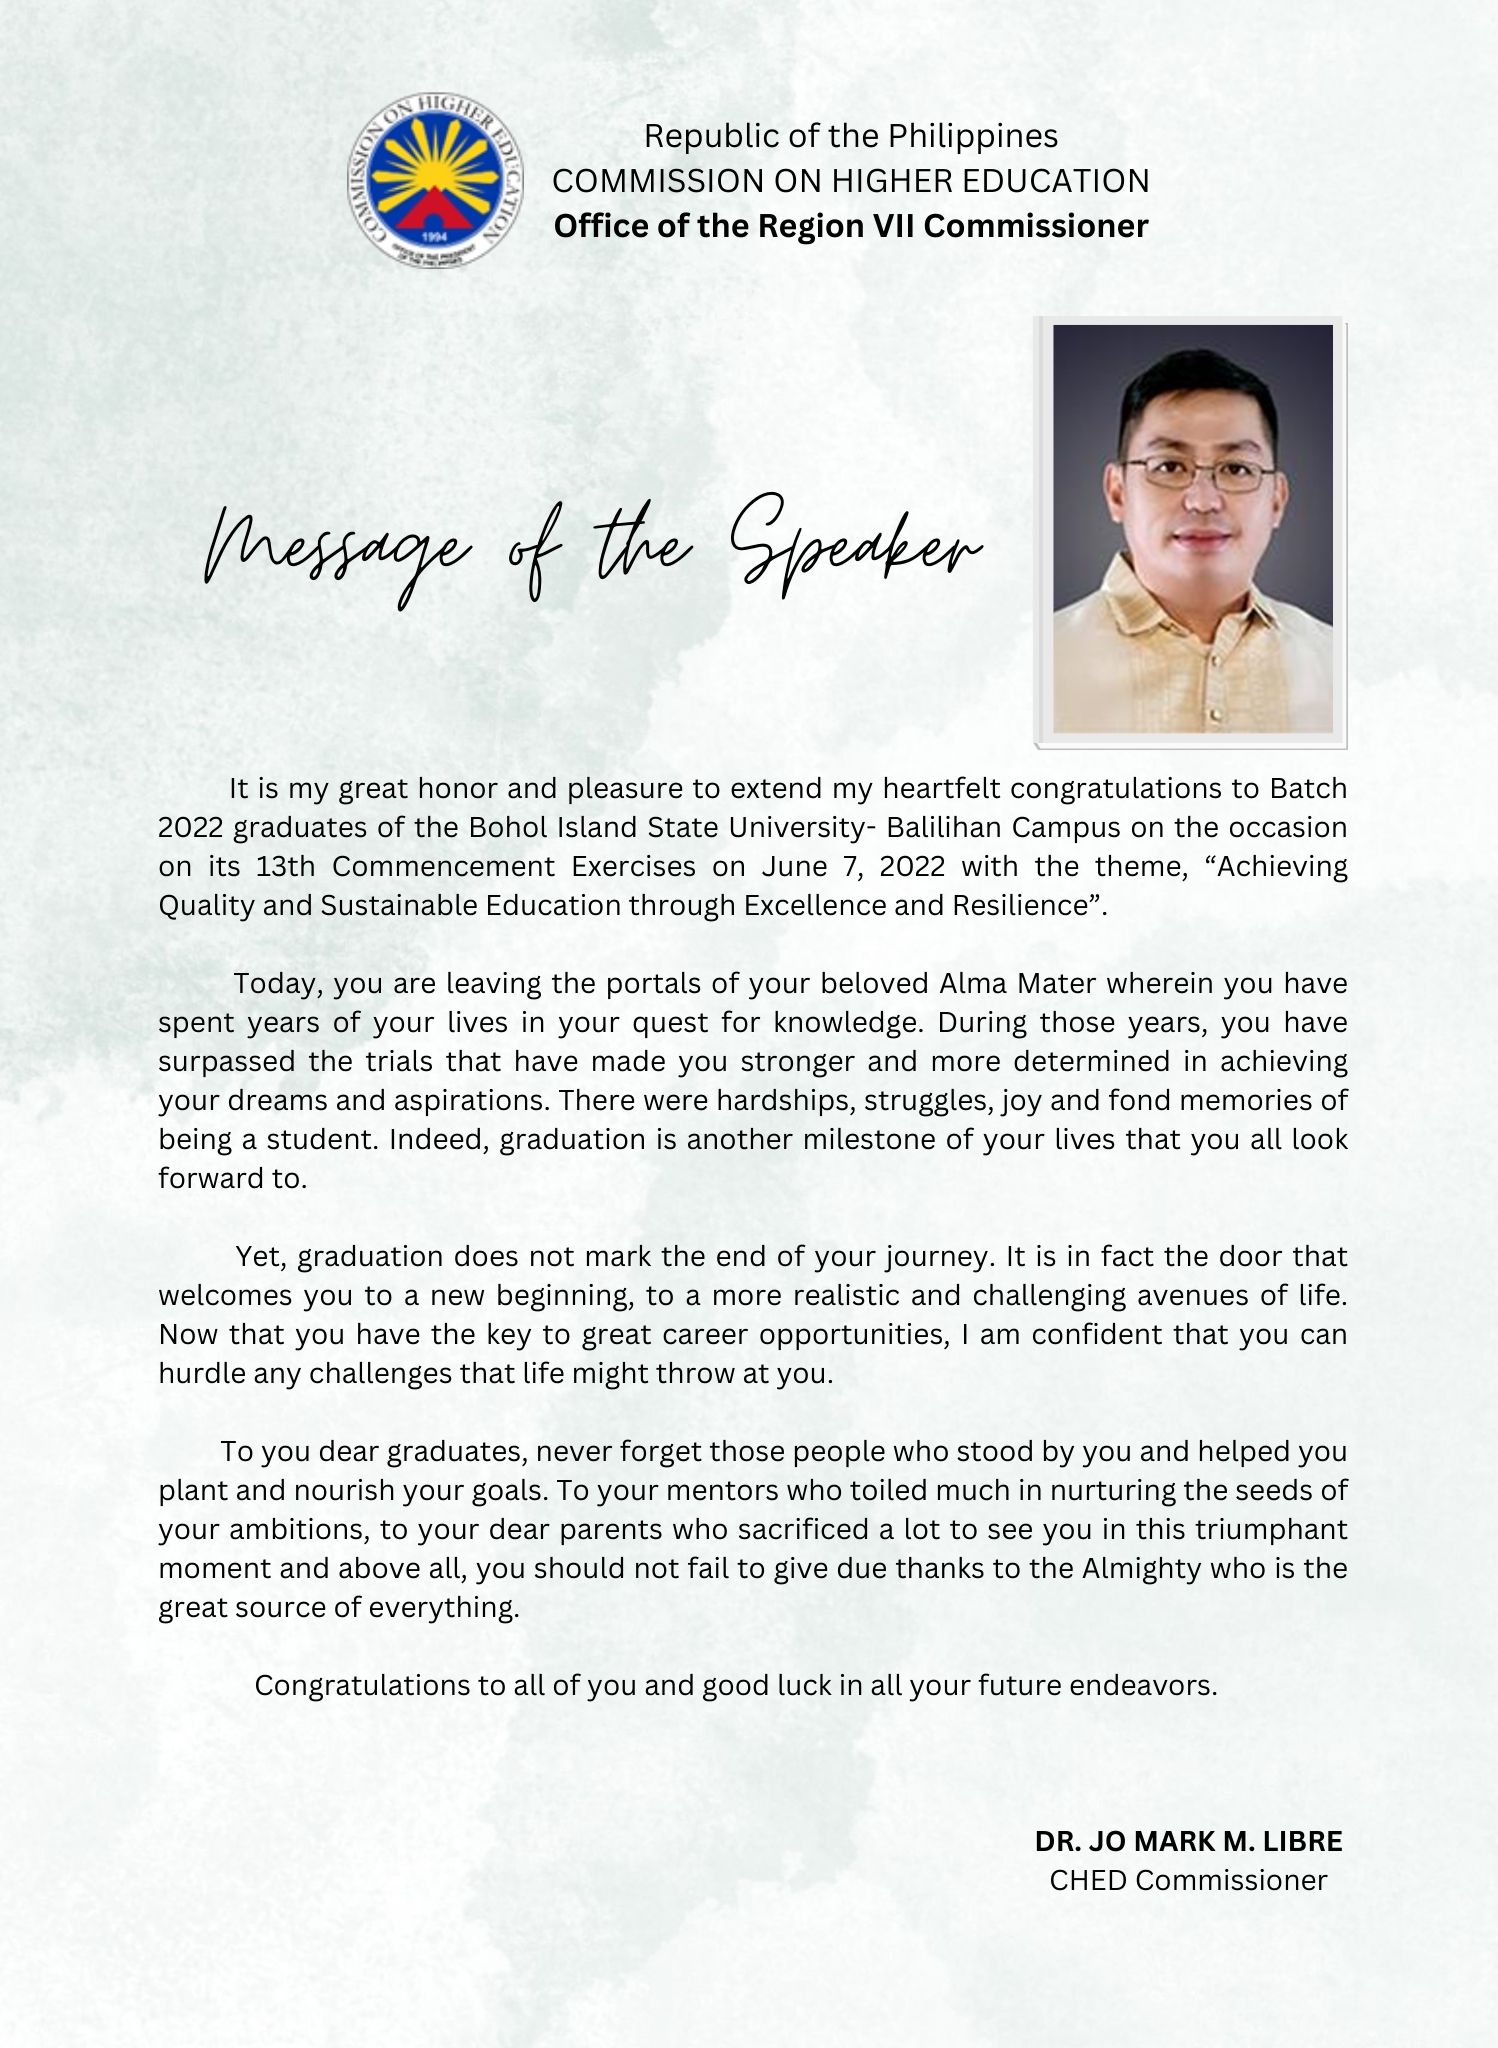 COMMISSION ON HIGHER EDUCATION
1994
OFFICE OF THE PRESIDENT
OF THE PHILIPPINES
Republic of the Philippines
COMMISSION ON HIGHER EDUCATION
Office of the Region VII Commissioner
Message of the Speaker
It is my great honor and pleasure to extend my heartfelt congratulations to Batch
2022 graduates of the Bohol Island State University- Balilihan Campus on the occasion
on its 13th Commencement Exercises on June 7, 2022 with the theme, “Achieving
Quality and Sustainable Education through Excellence and Resilience”.
Today, you are leaving the portals of your beloved Alma Mater wherein you have
spent years of your lives in your quest for knowledge. During those years, you have
surpassed the trials that have made you stronger and more determined in achieving
your dreams and aspirations. There were hardships, struggles, joy and fond memories of
being a student. Indeed, graduation is another milestone of your lives that you all look
forward to.
Yet, graduation does not mark the end of your journey. It is in fact the door that
welcomes you to a new beginning, to a more realistic and challenging avenues of life.
Now that you have the key to great career opportunities, I am confident that you can
hurdle any challenges that life might throw at you.
To you dear graduates, never forget those people who stood by you and helped you
plant and nourish your goals. To your mentors who toiled much in nurturing the seeds of
your ambitions, to your dear parents who sacrificed a lot to see you in this triumphant
moment and above all, you should not fail to give due thanks to the Almighty who is the
great source of everything.
Congratulations to all of you and good luck in all your future endeavors.
DR. JO MARK M. LIBRE
CHED Commissioner